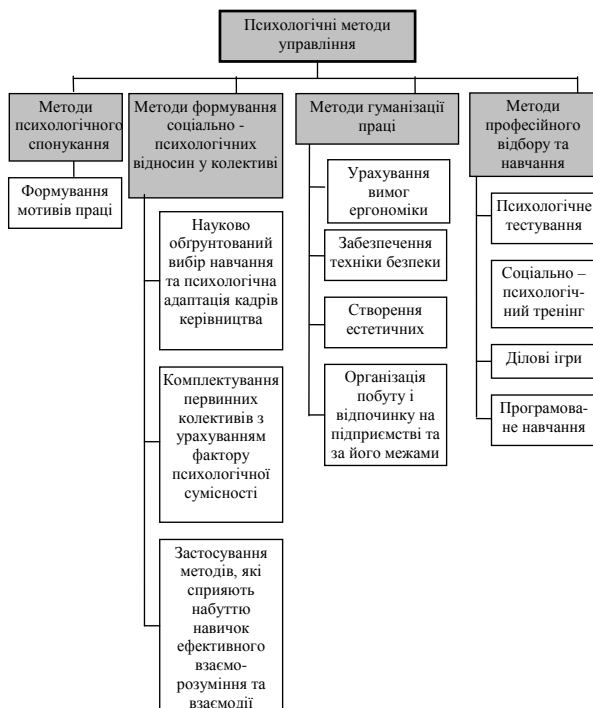 Психологічні методи
управління
Методи
психологічного
спонукання
Формування
мотивів праці
Методи формування
соціально -
психологічних
відносин у колективі
Науково
обґрунтований
вибір навчання
та психологічна
адаптація кадрів
керівництва
Комплектування
первинних
колективів з
урахуванням
фактору
психологічної
сумісності
Застосування
методів, які
сприяють
набуттю
навичок
ефективного
взаємо-
розуміння та
взаємодії
Методи гуманізації
праці
Урахування
вимог
ергономіки
Забезпечення
техніки безпеки
Створення
естетичних
Організація
побуту і
відпочинку на
підприємстві та
за його межами
Методи
професійного
відбору та
навчання
Психологічне
тестування
Соціально –
психологіч-
ний тренінг
Ділові ігри
Програмова-
не навчання